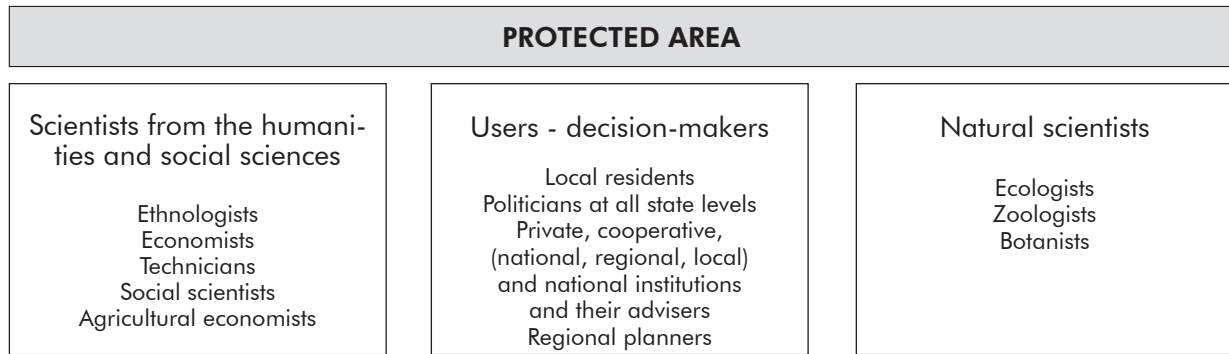 PROTECTED AREA
Scientists from the humani-
ties and social sciences
Ethnologists
Economists
Technicians
Social scientists
Agricultural economists
Users - decision-makers
Local residents
Politicians at all state levels
Private, cooperative,
(national, regional, local)
and national institutions
and their advisers
Regional planners
Natural scientists
Ecologists
Zoologists
Botanists